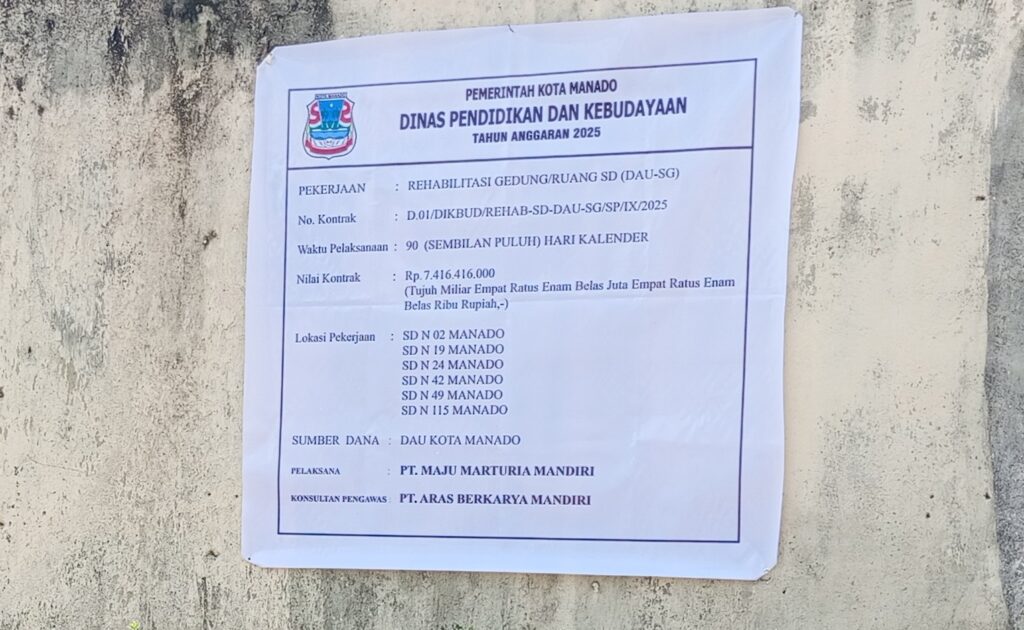 KOTA MANADO
PEMERINTAH KOTA MANADO
DINAS PENDIDIKAN DAN KEBUDAYAAN
TAHUN ANGGARAN 2025
PEKERJAAN : REHABILITASI GEDUNG/RUANG SD (DAU-SG)
No. Kontrak : D.01/DIKBUD/REHAB-SD-DAU-SG/SP/IX/2025
Waktu Pelaksanaan : 90 (SEMBILAN PULUH) HARI KALENDER
Nilai Kontrak : Rp. 7.416.416.000
(Tujuh Miliar Empat Ratus Enam Belas Juta Empat Ratus Enam
Belas Ribu Rupiah,-)
Lokasi Pekerjaan : SD N 02 MANADO
SD N 19 MANADO
SD N 24 MANADO
SD N 42 MANADO
SD N 49 MANADO
SD N 115 MANADO
SUMBER DANA : DAU KOTA MANADO
PELAKSANA : PT. MAJU MARTURIA MANDIRI
KONSULTAN PENGAWAS : PT. ARAS BERKARYA MANDIRI